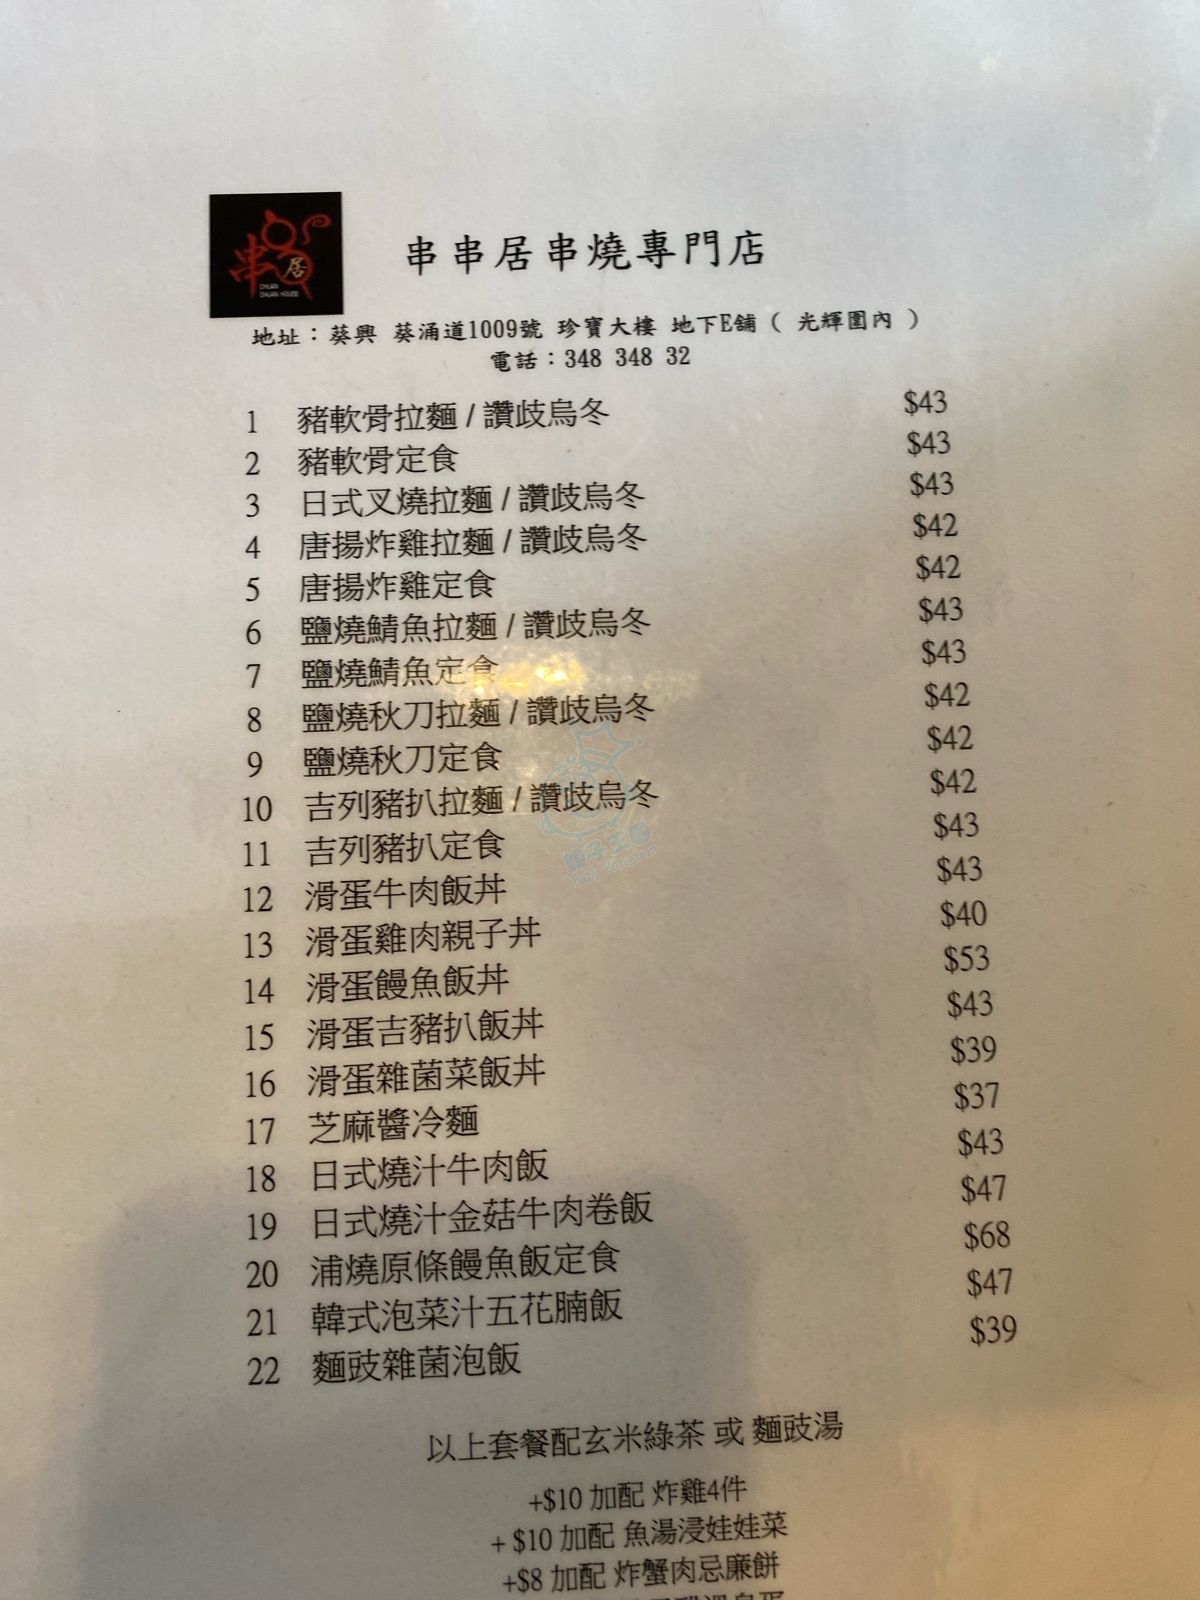 串居
CHUAN
CHUAN HOUSE
串串居串燒專門店
地址：葵興 葵涌道1009號 珍寶大樓 地下E舖（ 光輝圍內 ）
電話：348 348 32
1 豬軟骨拉麵 / 讚歧烏冬 $43
2 豬軟骨定食 $43
3 日式叉燒拉麵 / 讚歧烏冬 $43
4 唐揚炸雞拉麵 / 讚歧烏冬 $42
5 唐揚炸雞定食 $42
6 鹽燒鯖魚拉麵 / 讚歧烏冬 $43
7 鹽燒鯖魚定食 $43
8 鹽燒秋刀拉麵 / 讚歧烏冬 $42
9 鹽燒秋刀定食 $42
10 吉列豬扒拉麵 / 讚歧烏冬 $42
11 吉列豬扒定食 $43
12 滑蛋牛肉飯丼 $43
13 滑蛋雞肉親子丼 $40
14 滑蛋饅魚飯丼 $53
15 滑蛋吉豬扒飯丼 $43
16 滑蛋雜菌菜飯丼 $39
17 芝麻醬冷麵 $37
18 日式燒汁牛肉飯 $43
19 日式燒汁金菇牛肉卷飯 $47
20 浦燒原條饅魚飯定食 $68
21 韓式泡菜汁五花腩飯 $47
22 麵豉雜菌泡飯 $39
以上套餐配玄米綠茶 或 麵豉湯
+$10 加配 炸雞4件
+ $10 加配 魚湯浸娃娃菜
+$8 加配 炸蟹肉忌廉餅